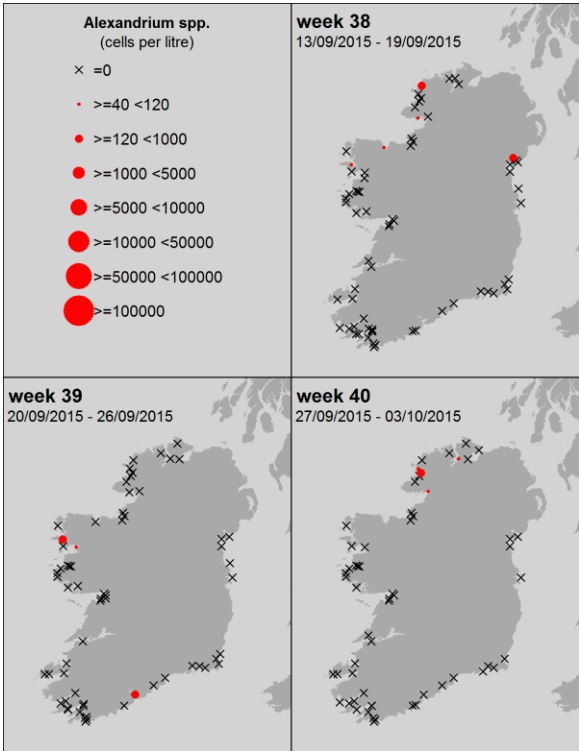 Alexandrium spp.
(cells per litre)
=0
>=40 <120
>=120 <1000
>=1000 <5000
>=5000 <10000
>=10000 <50000
>=50000 <100000
>=100000
week 38
13/09/2015 - 19/09/2015
week 39
20/09/2015 - 26/09/2015
week 40
27/09/2015 - 03/10/2015